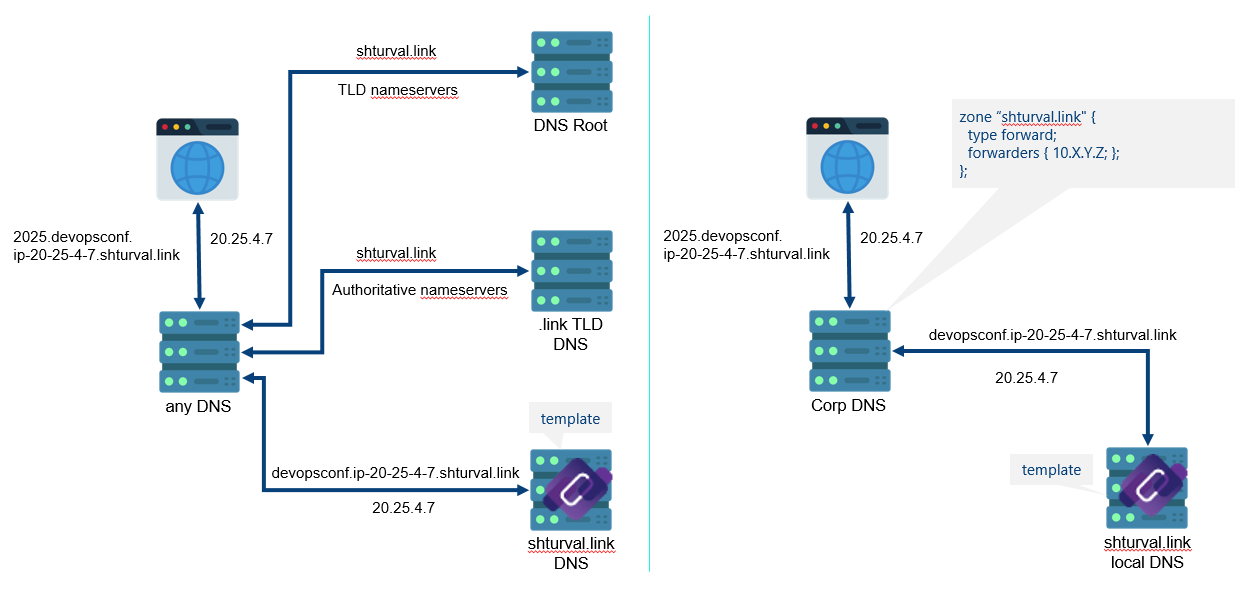 shturval.link
TLD nameservers
DNS Root
2025.devopsconf.
ip-20-25-4-7.shturval.link
20.25.4.7
shturval.link
Authoritative nameservers
.link TLD
DNS
any DNS
template
devopsconf.ip-20-25-4-7.shturval.link
20.25.4.7
shturval.link
DNS
zone “shturval.link" {
type forward;
forwarders { 10.X.Y.Z; };
};
2025.devopsconf.
ip-20-25-4-7.shturval.link
20.25.4.7
devopsconf.ip-20-25-4-7.shturval.link
20.25.4.7
Corp DNS
template
shturval.link
local DNS